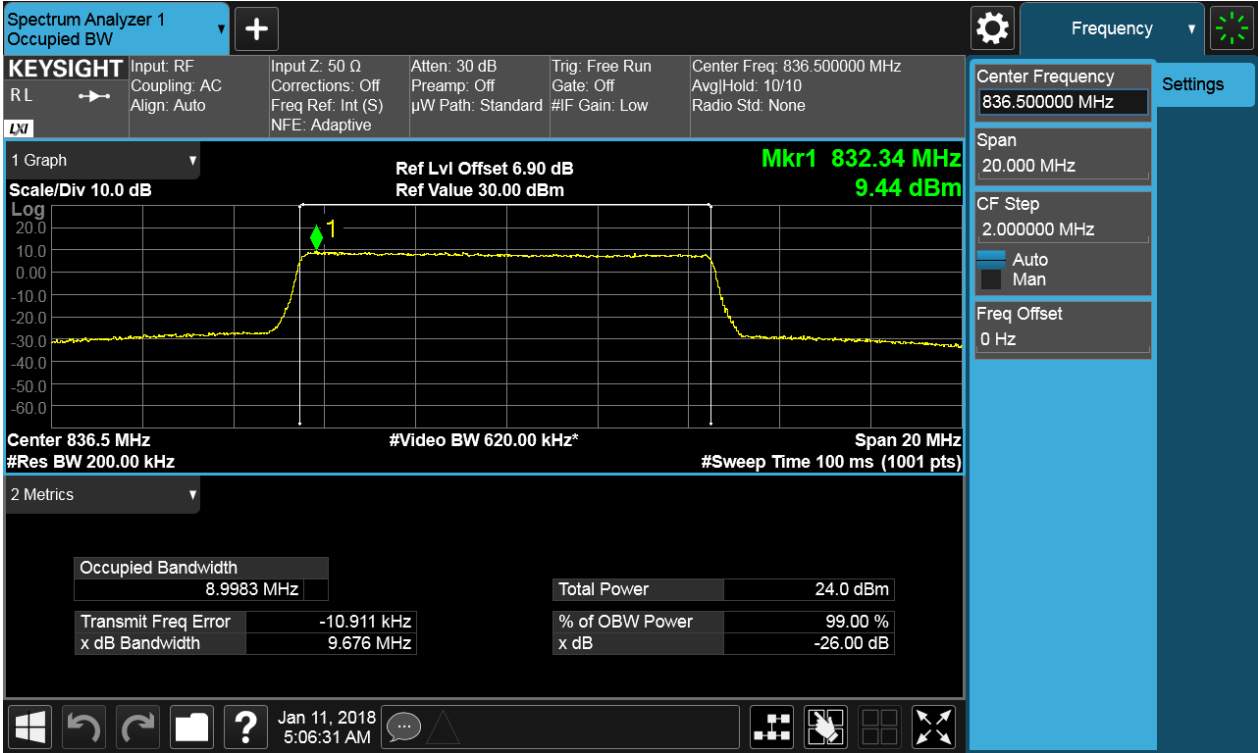 Spectrum Analyzer 1
Occupied BW
+
Frequency
KEYSIGHT
R L
LXI
Input: RF
Coupling: AC
Align: Auto
Input Z: 50 Ω
Corrections: Off
Freq Ref: Int (S)
NFE: Adaptive
Atten: 30 dB
Preamp: Off
µW Path: Standard
Trig: Free Run
Gate: Off
#IF Gain: Low
Center Freq: 836.500000 MHz
Avg|Hold: 10/10
Radio Std: None
Center Frequency
836.500000 MHz
Settings
Span
20.000 MHz
CF Step
2.000000 MHz
Auto
Man
Freq Offset
0 Hz
1 Graph
Scale/Div 10.0 dB
Ref Lvl Offset 6.90 dB
Ref Value 30.00 dBm
Mkr1 832.34 MHz
9.44 dBm
Log
20.0
10.0
0.00
-10.0
-20.0
-30.0
-40.0
-50.0
-60.0
1
Center 836.5 MHz
#Res BW 200.00 kHz
#Video BW 620.00 kHz*
Span 20 MHz
#Sweep Time 100 ms (1001 pts)
2 Metrics
Occupied Bandwidth
8.9983 MHz
Transmit Freq Error -10.911 kHz
x dB Bandwidth 9.676 MHz
Total Power 24.0 dBm
% of OBW Power 99.00 %
x dB -26.00 dB
?
Jan 11, 2018
5:06:31 AM